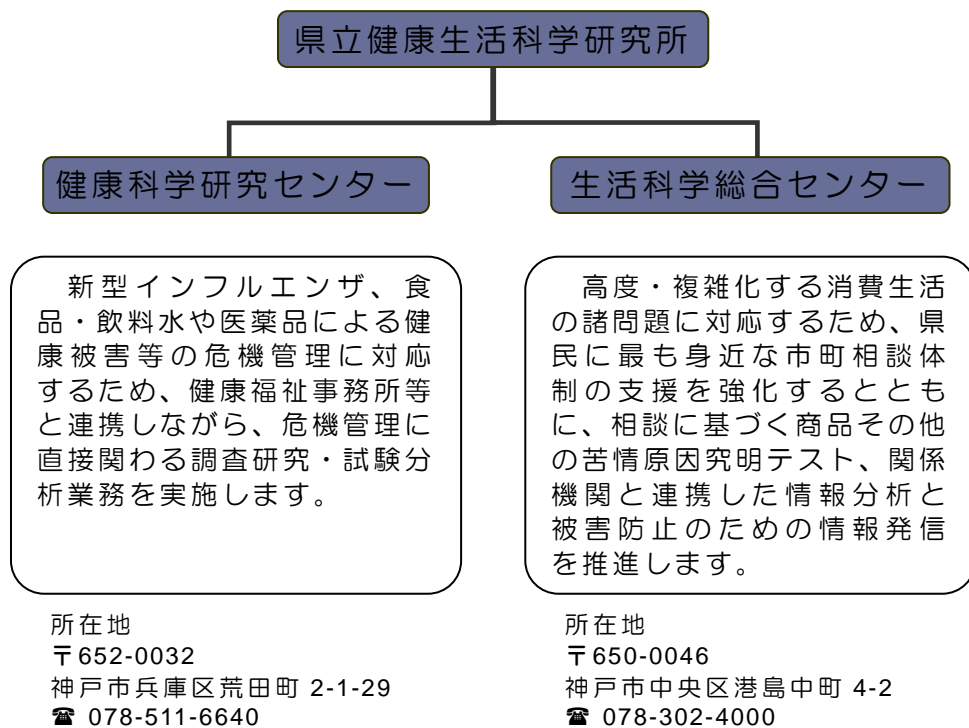 県立健康生活科学研究所
健康科学研究センター
新型インフルエンザ、食
品・飲料水や医薬品による健
康被害等の危機管理に対応
するため、健康福祉事務所等
と連携しながら、危機管理に
直接関わる調査研究・試験分
析業務を実施します。
所在地
〒652-0032
神戸市兵庫区荒田町 2-1-29
☎ 078-511-6640
生活科学総合センター
高度・複雑化する消費生活
の諸問題に対応するため、県
民に最も身近な市町相談体
制の支援を強化するととも
に、相談に基づく商品その他
の苦情原因究明テスト、関係
機関と連携した情報分析と
被害防止のための情報発信
を推進します。
所在地
〒650-0046
神戸市中央区港島中町 4-2
☎ 078-302-4000